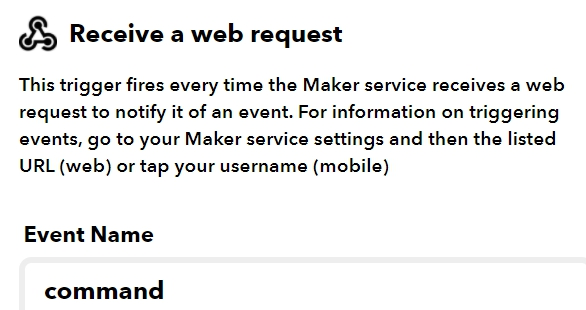 Receive a web request
This trigger fires every time the Maker service receives a web
request to notify it of an event. For information on triggering
events, go to your Maker service settings and then the listed
URL (web) or tap your username (mobile)
Event Name
command